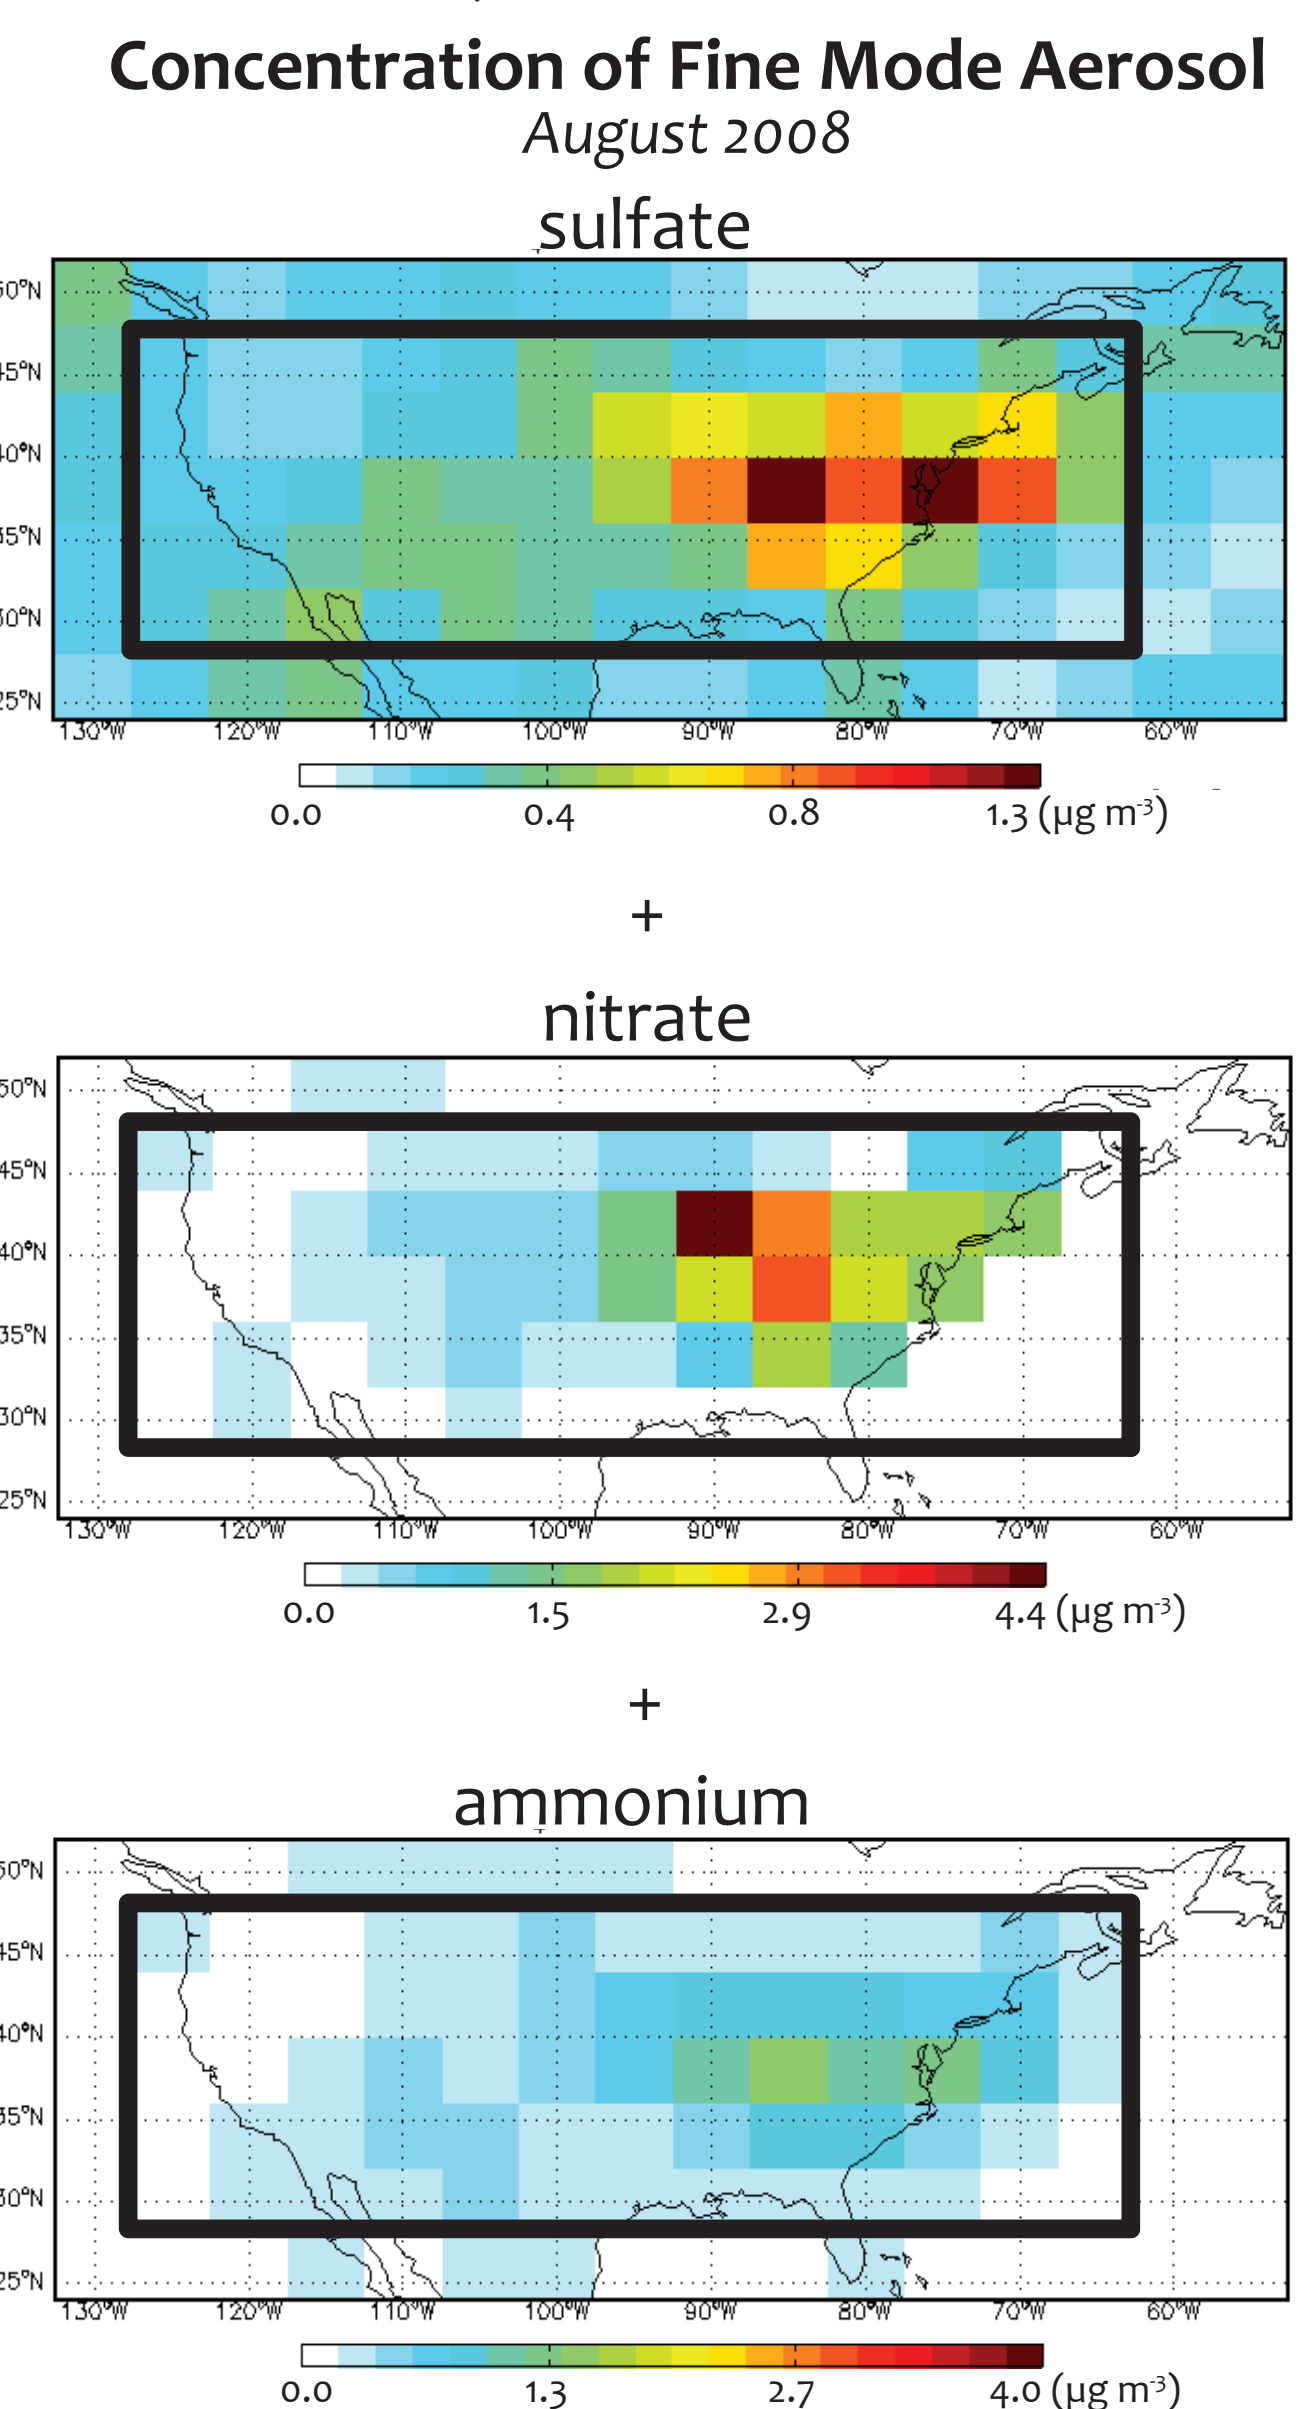 Concentration of Fine Mode Aerosol
August 2008
sulfate
50°N
45°N
40°N
35°N
30°N
25°N
130°W 120°W 110°W 100°W 90°W 80°W 70°W 60°W
0.0 0.4 0.8 1.3 (µg m-3)
+
nitrate
50°N
45°N
40°N
35°N
30°N
25°N
130°W 120°W 110°W 100°W 90°W 80°W 70°W 60°W
0.0 1.5 2.9 4.4 (µg m-3)
+
ammonium
50°N
45°N
40°N
35°N
30°N
25°N
130°W 120°W 110°W 100°W 90°W 80°W 70°W 60°W
0.0 1.3 2.7 4.0 (µg m-3)